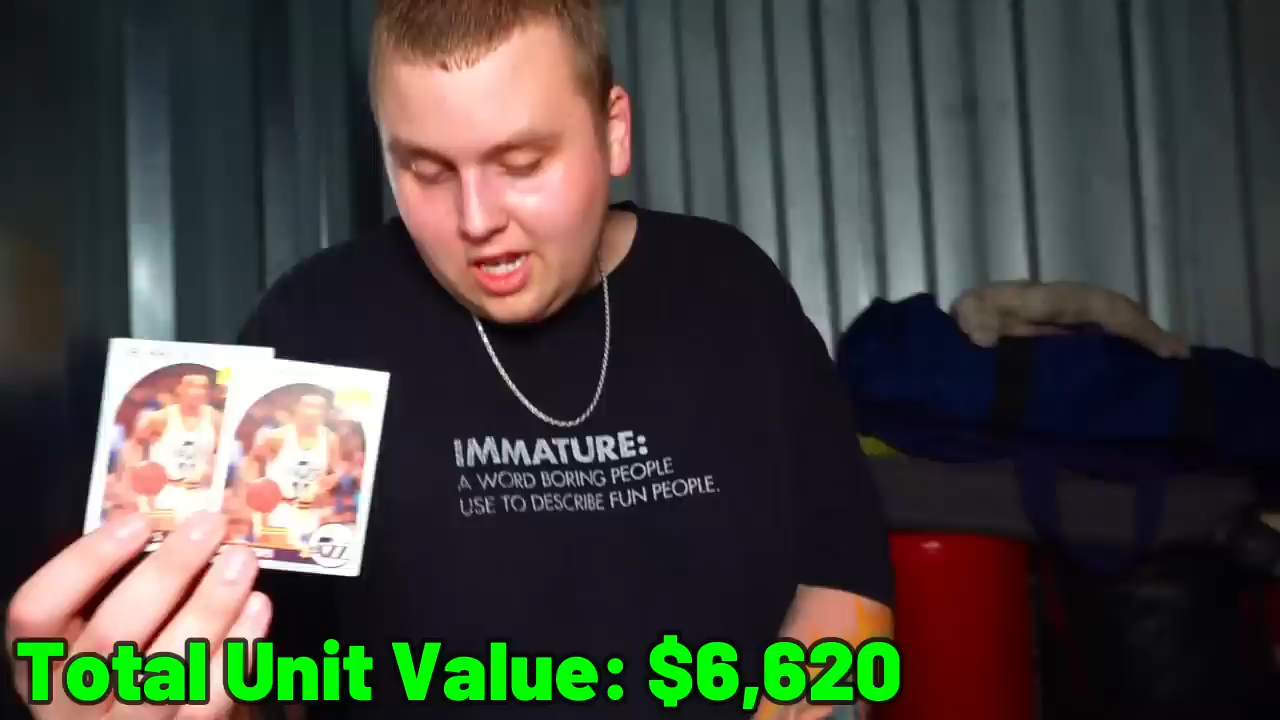 IMMATURE:
A WORD BORING PEOPLE
USE TO DESCRIBE FUN PEOPLE.
Total Unit Value: $6,620